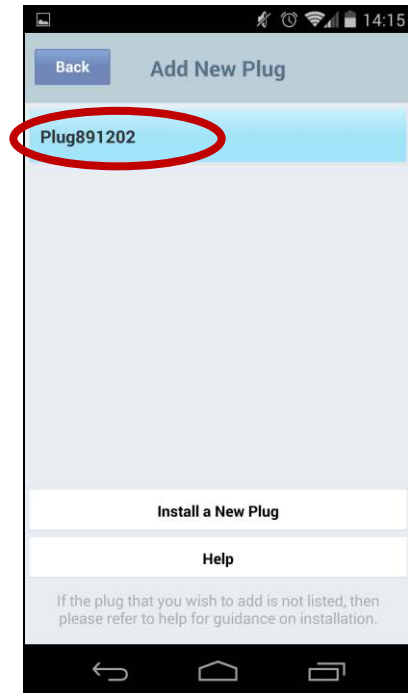 14:15
Back
Add New Plug
Plug891202
Install a New Plug
Help
If the plug that you wish to add is not listed, then
please refer to help for guidance on installation.